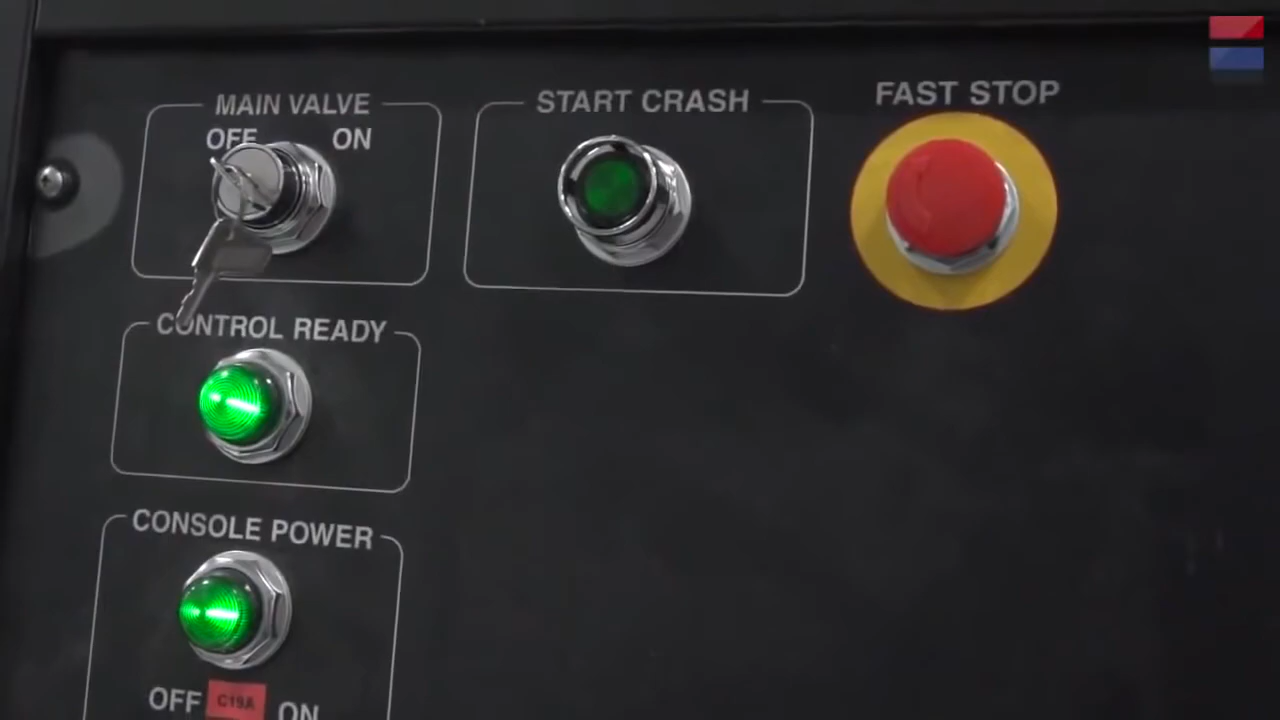 MAIN VALVE
OFF ON
START CRASH
FAST STOP
CONTROL READY
CONSOLE POWER
OFF C19A ON